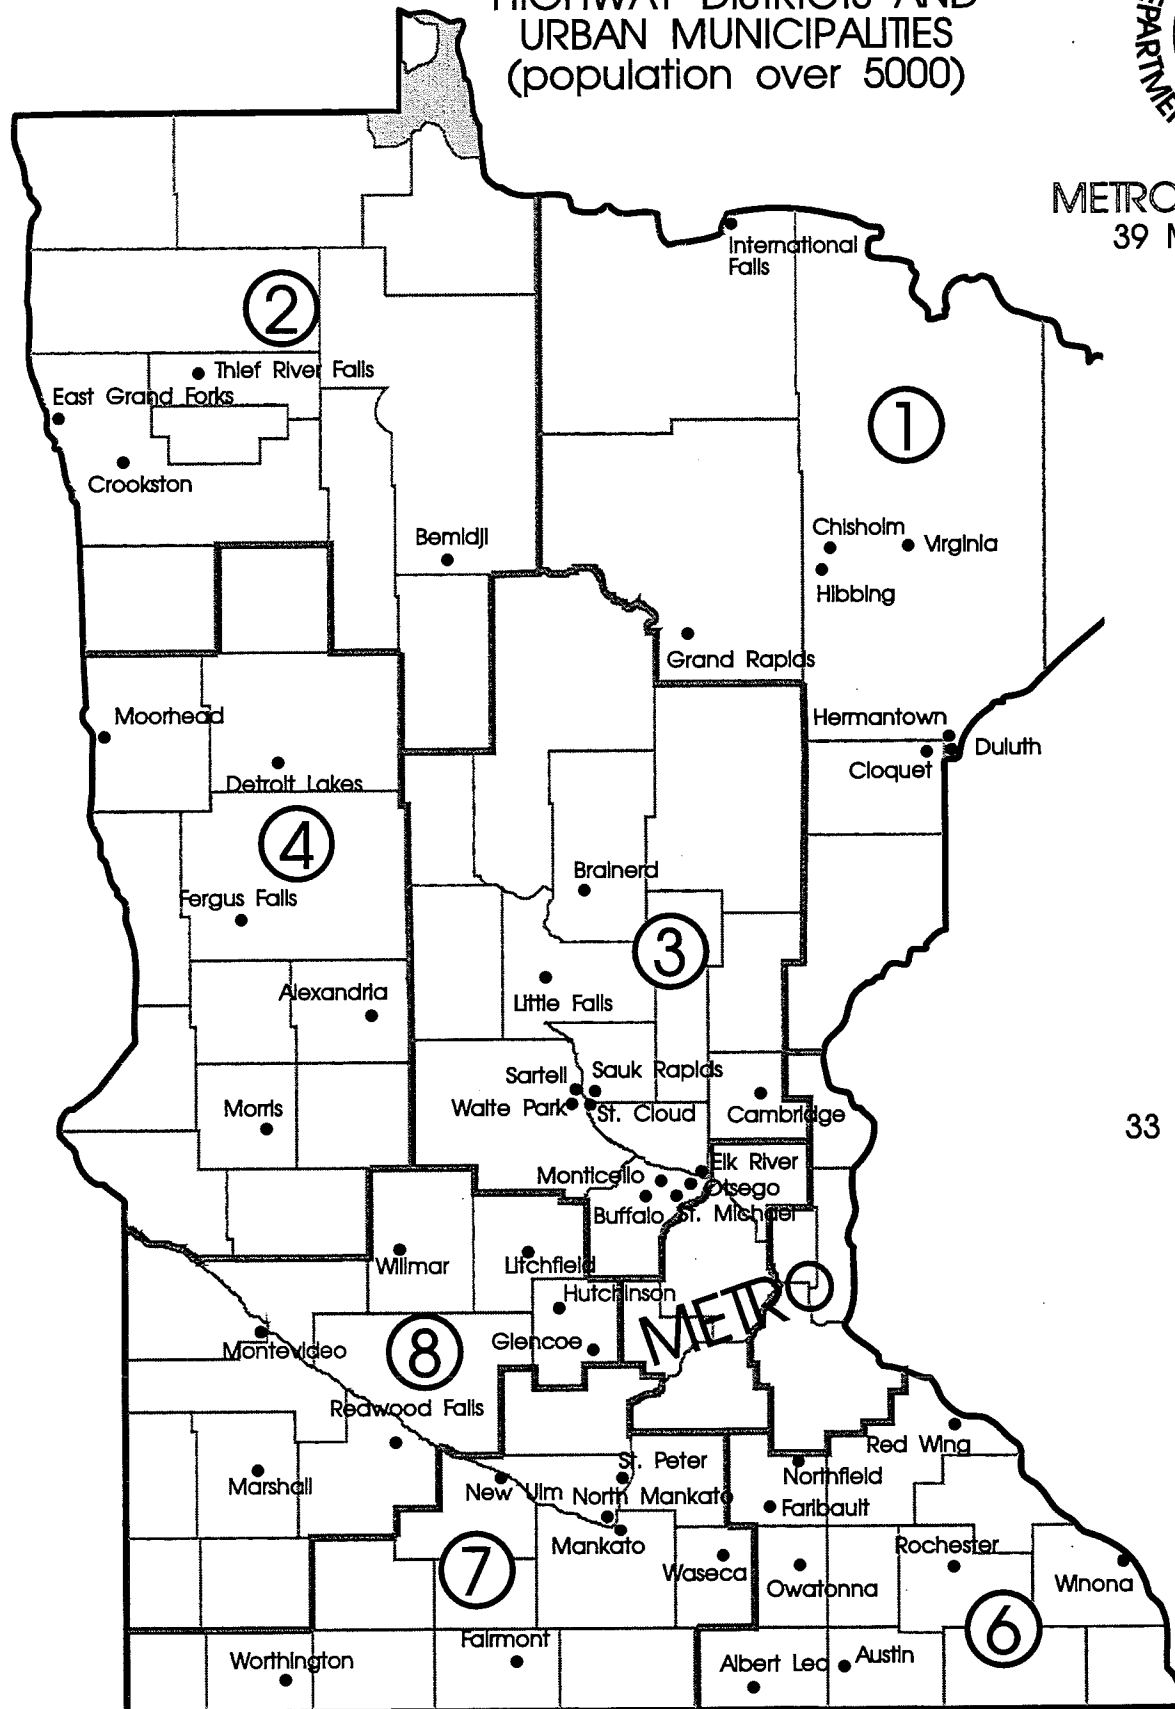 HIGHWAY DISTRICTS AND
URBAN MUNICIPALITIES
(population over 5000)
METRO
39
International
Falls
2
Thief River Falls
East Grand Forks
1
Crookston
Chisholm
Virginia
Bemidji
Hibbing
Grand Rapids
Moorhead
Hermantown
Duluth
Cloquet
Detroit Lakes
4
Brainerd
Fergus Falls
3
Alexandria
Little Falls
Sartell
Sauk Rapids
Waite Park
St. Cloud
Cambridge
Morris
33
Elk River
Monticello
Otsego
Buffalo
St. Michael
Willmar
Litchfield
Hutchinson
METRO
Glencoe
Montevideo
8
Redwood Falls
Red Wing
St. Peter
Northfield
Marshall
New Ulm
North Mankato
Faribault
Mankato
Rochester
7
Waseca
Owatonna
Winona
6
Fairmont
Worthington
Albert Lea
Austin